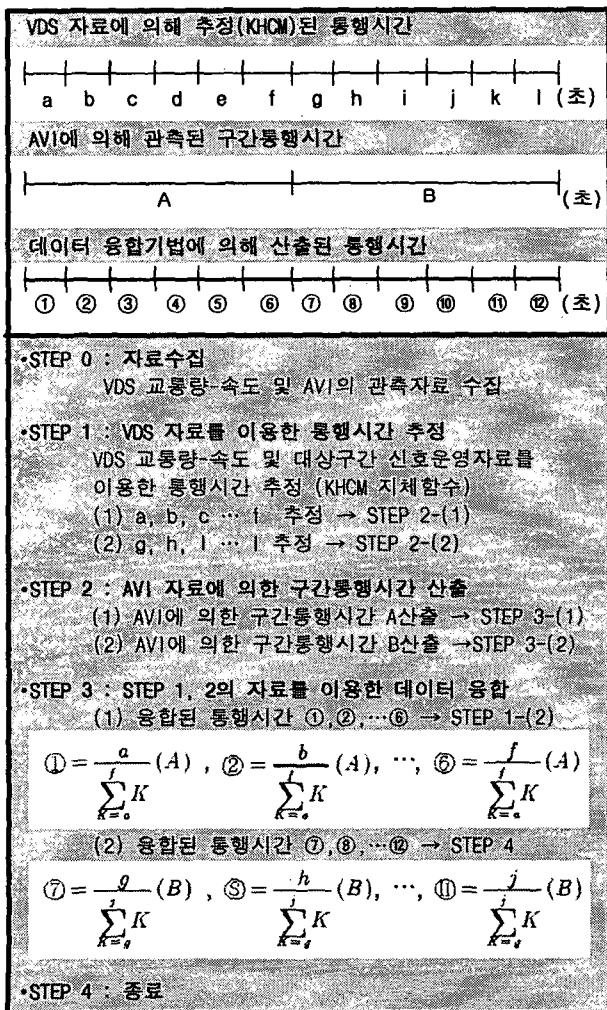 VDS 자료에 의해 추정(KHCM)된 통행시간
a b c d e f g h i j k l (초)
AVI에 의해 관측된 구간통행시간
A B (초)
데이터 융합기법에 의해 산출된 통행시간
① ② ③ ④ ⑤ ⑥ ⑦ ⑧ ⑨ ⑩ ⑪ ⑫ (초)
•STEP 0 : 자료수집
VDS 교통량-속도 및 AVI의 관측자료 수집
•STEP 1 : VDS 자료를 이용한 통행시간 추정
VDS 교통량-속도 및 대상구간 신호운영자료를
이용한 통행시간 추정 (KHCM 지체함수)
(1) a, b, c … f 추정 → STEP 2-(1)
(2) g, h, I … l 추정 → STEP 2-(2)
•STEP 2 : AVI 자료에 의한 구간통행시간 산출
(1) AVI에 의한 구간통행시간 A산출 → STEP 3-(1)
(2) AVI에 의한 구간통행시간 B산출 →STEP 3-(2)
•STEP 3 : STEP 1, 2의 자료를 이용한 데이터 융합
(1) 융합된 통행시간 ①,②,…⑥ → STEP 1-(2)
① = a / ∑_{K=a}^{f} K (A) , ② = b / ∑_{K=a}^{f} K (A), …, ⑥ = f / ∑_{K=a}^{f} K (A)
(2) 융합된 통행시간 ⑦,⑧,…⑫ → STEP 4
⑦ = g / ∑_{K=g}^{j} K (B) , Ⓢ = h / ∑_{K=g}^{j} K (B), …, ⑪ = j / ∑_{K=g}^{j} K (B)
•STEP 4 : 종료